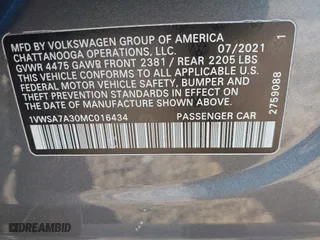 MFD BY VOLKSWAGEN GROUP OF AMERICA
CHATTANOOGA OPERATIONS, LLC. 07/2021 1
GVWR 4475 GAWR FRONT 2381 / REAR 2205 LBS
THIS VEHICLE CONFORMS TO ALL APPLICABLE U.S.
FEDERAL MOTOR VEHICLE SAFETY,
BUMPER AND THEFT PREVENTION STANDARDS IN EFFECT
ON THE DATE OF MANUFACTURE SHOWN ABOVE.
1VWSA7A30MC016434 PASSENGER CAR
2759088
DREAMBID